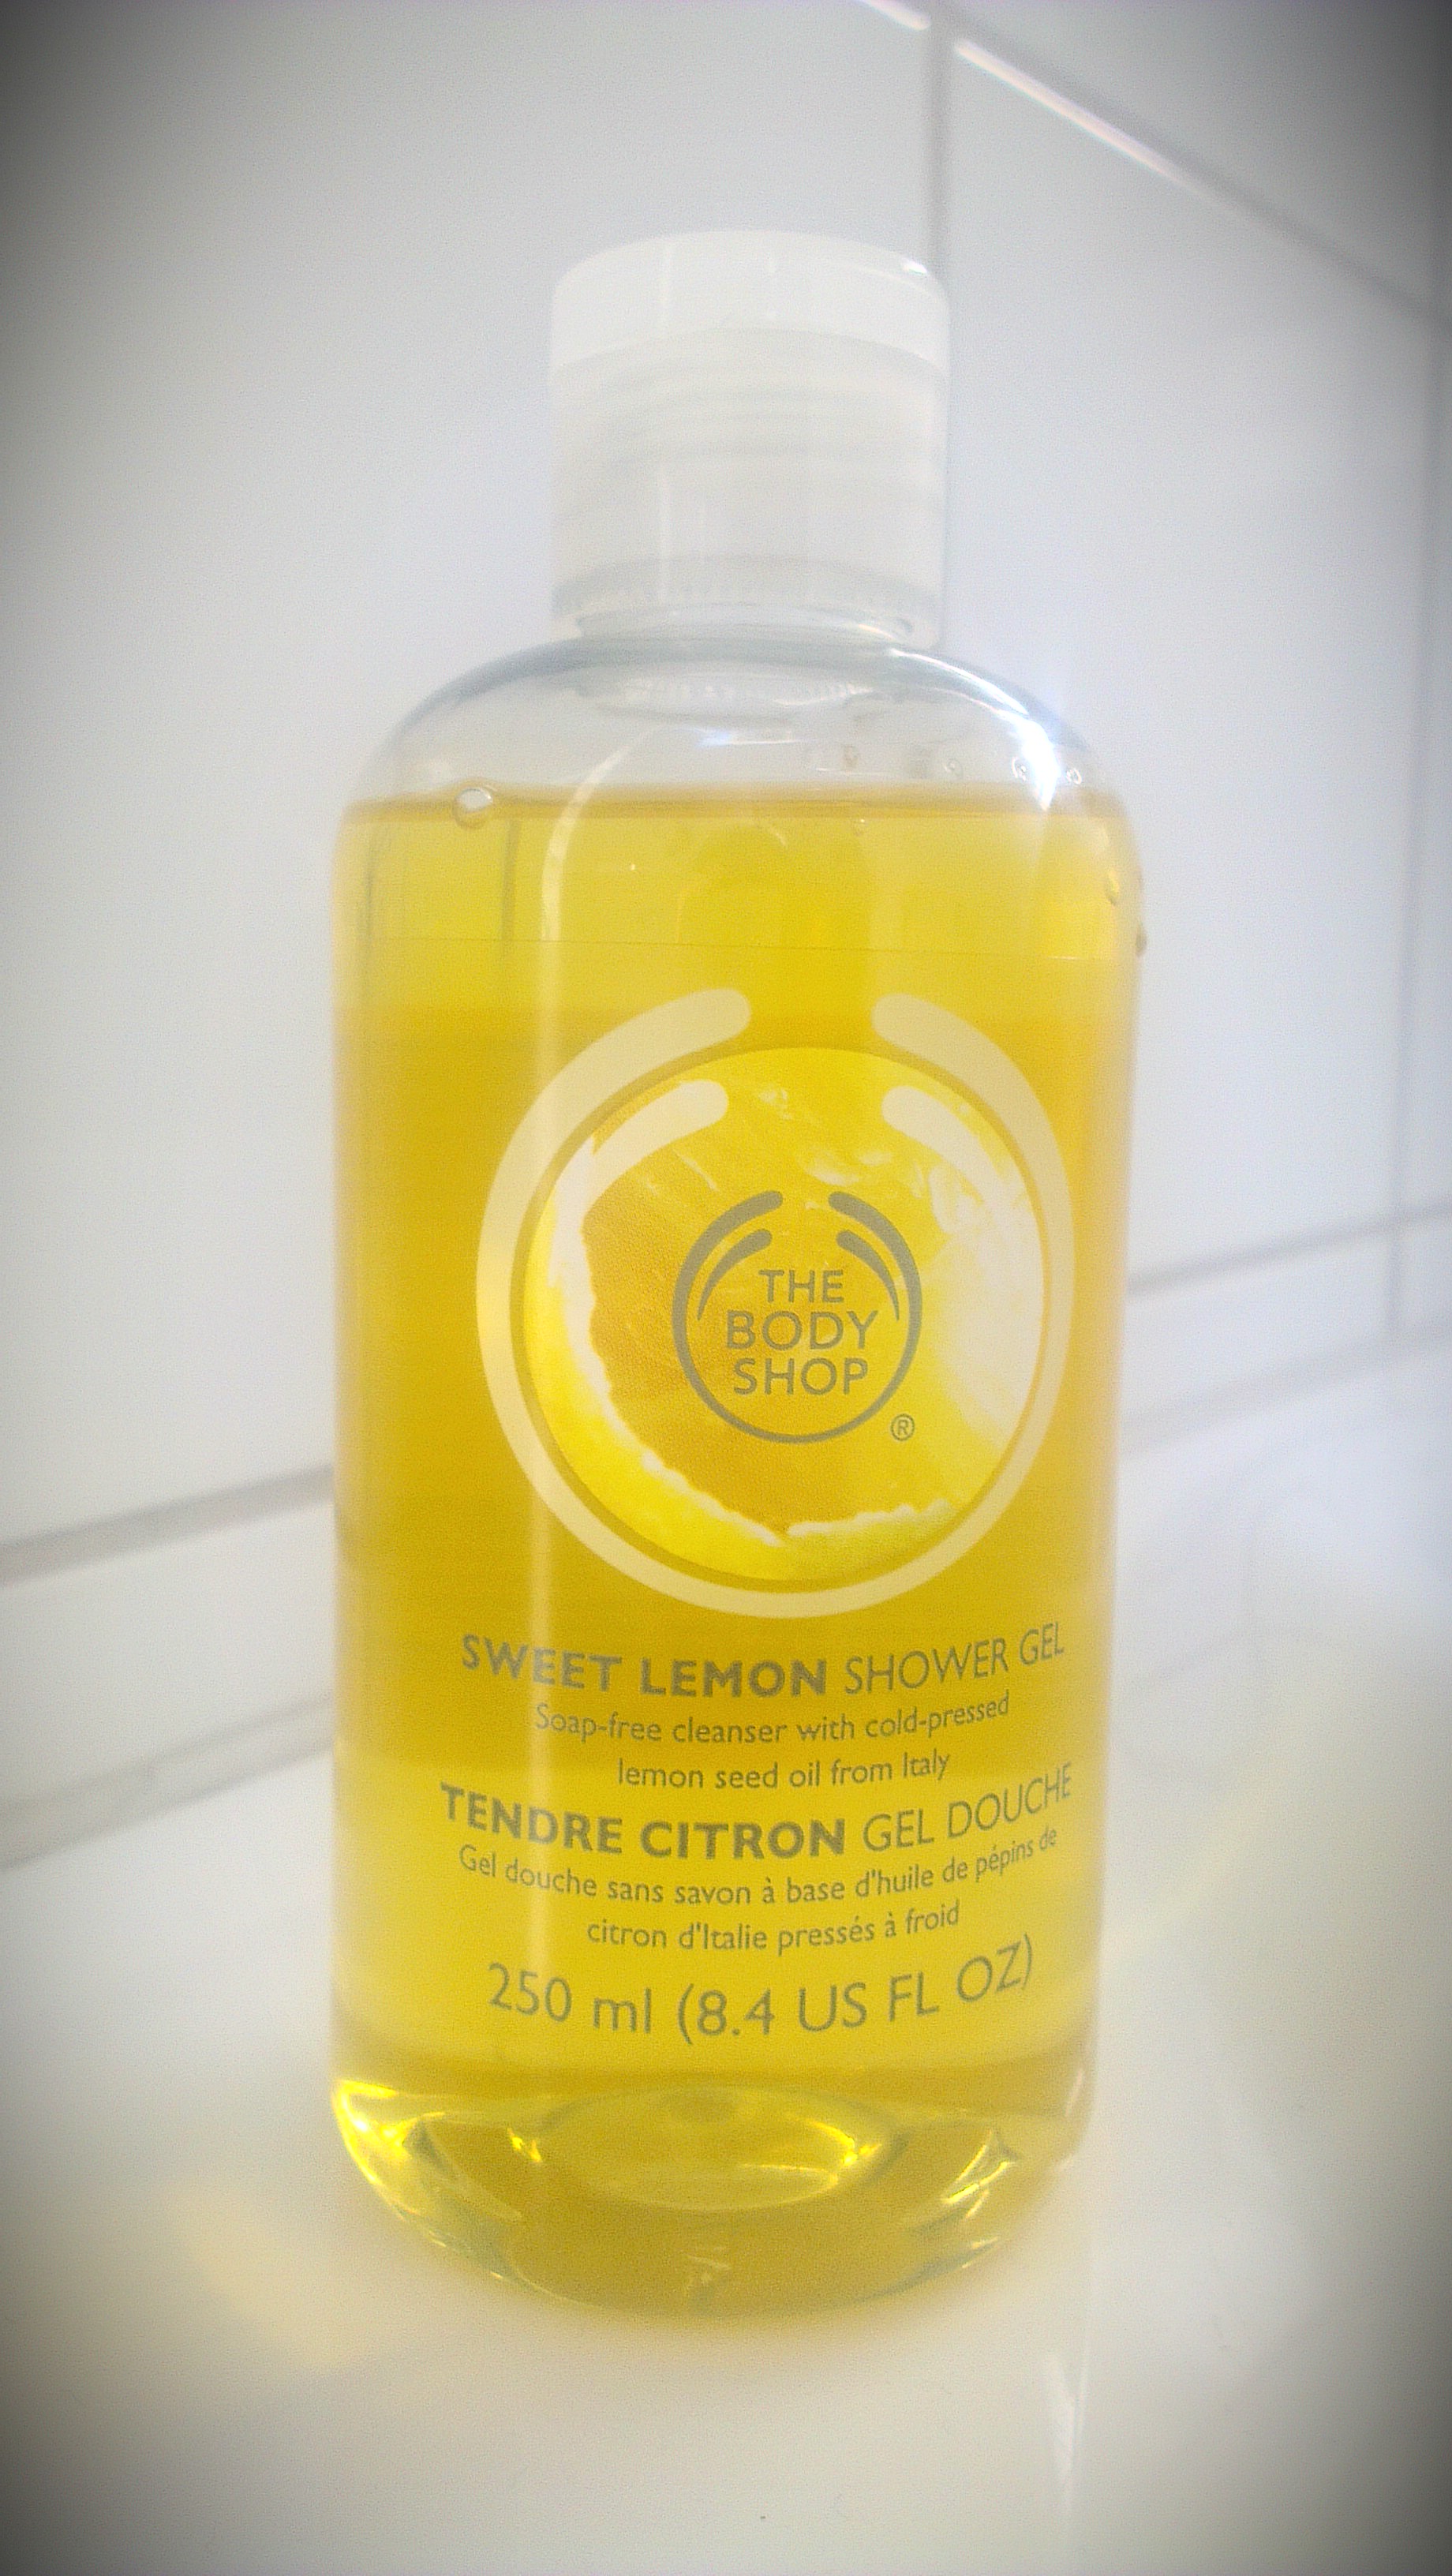 THE
BODY
SHOP
®
SWEET LEMON SHOWER GEL
Soap-free cleanser with cold-pressed
lemon seed oil from Italy
TENDRE CITRON GEL DOUCHE
Gel douche sans savon à base d'huile de pépins de
citron d'Italie pressés à froid
250 ml (8.4 US FL OZ)